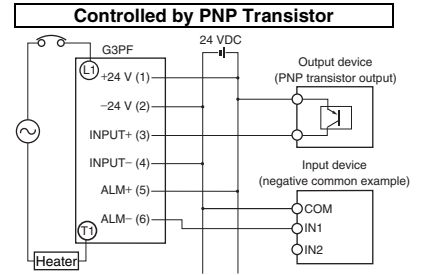 Controlled by PNP Transistor
24 VDC
G3PF
L1
+24 V (1)
−24 V (2)
INPUT+ (3)
INPUT− (4)
ALM+ (5)
ALM− (6)
T1
Heater
Output device
(PNP transistor output)
Input device
(negative common example)
COM
IN1
IN2